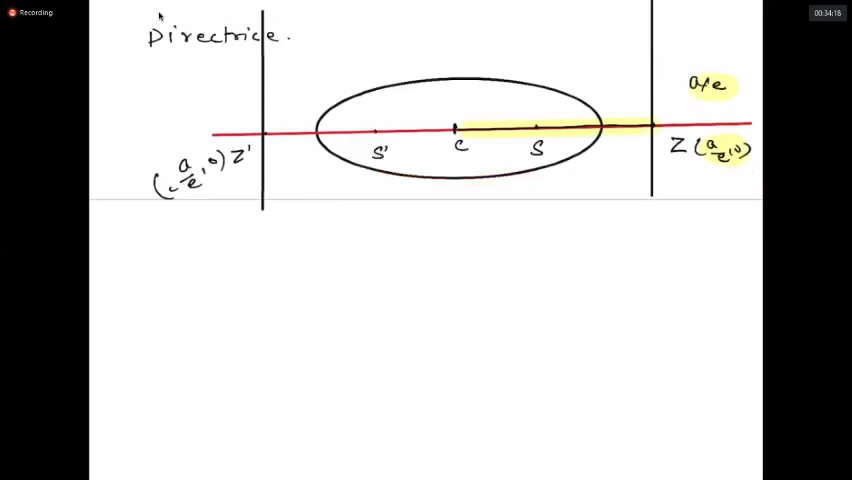 Recording
00:34:18
Directrice.
a/e
S'
C
S
Z (a/e, 0)
(-a/e, 0) Z'